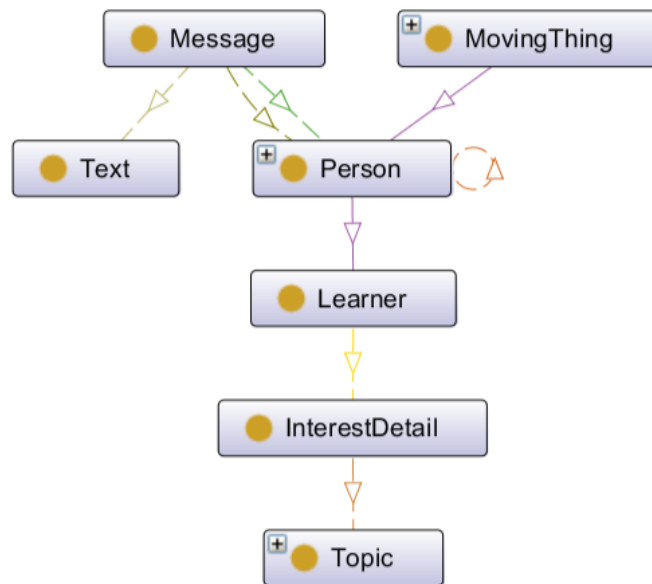 Message
MovingThing
Text
Person
Learner
InterestDetail
Topic